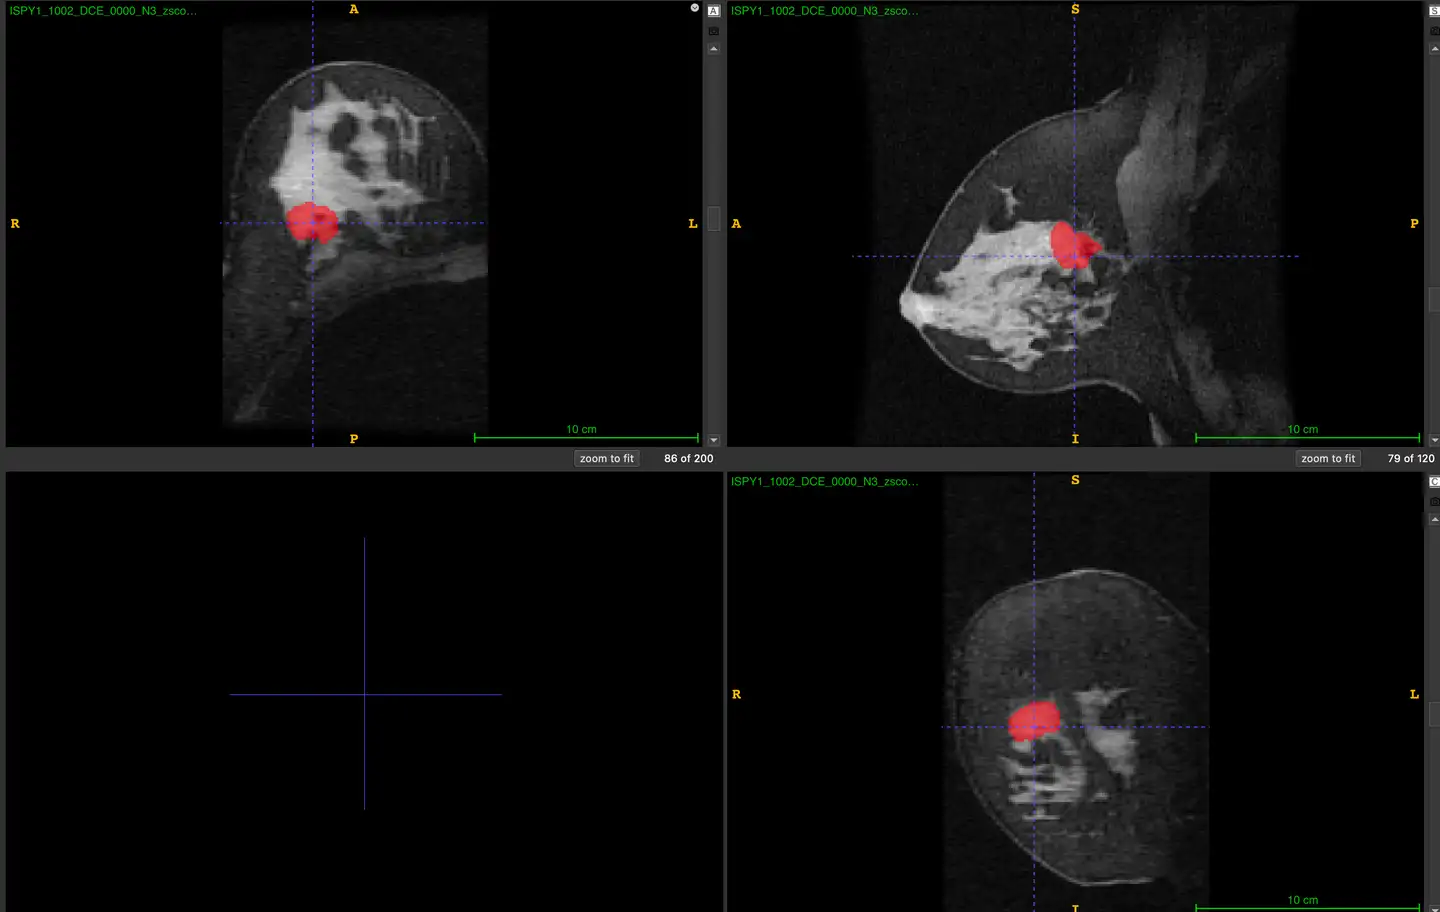 ISPY1_1002_DCE_0000_N3_zsco...
A
A
R
L
10 cm
P
zoom to fit
86 of 200
ISPY1_1002_DCE_0000_N3_zsco...
S
S
A
P
10 cm
I
zoom to fit
79 of 120
ISPY1_1002_DCE_0000_N3_zsco...
S
C
R
L
10 cm
I